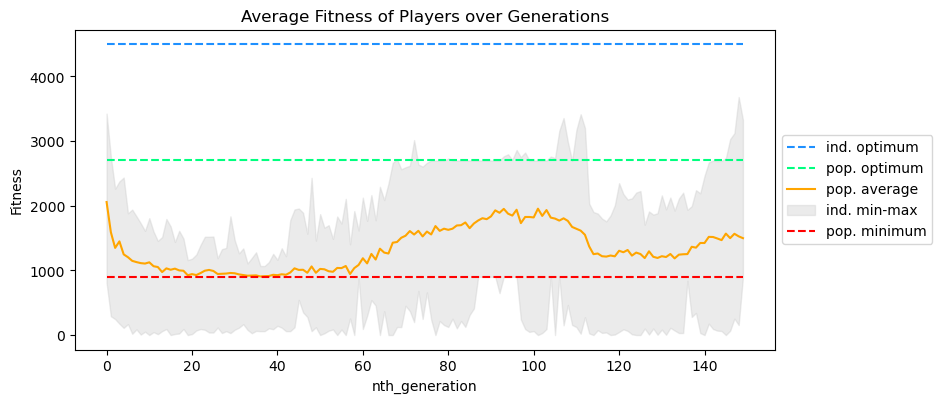 Average Fitness of Players over Generations
Fitness
4000
3000
2000
1000
0
0 20 40 60 80 100 120 140
nth_generation
ind. optimum
pop. optimum
pop. average
ind. min-max
pop. minimum